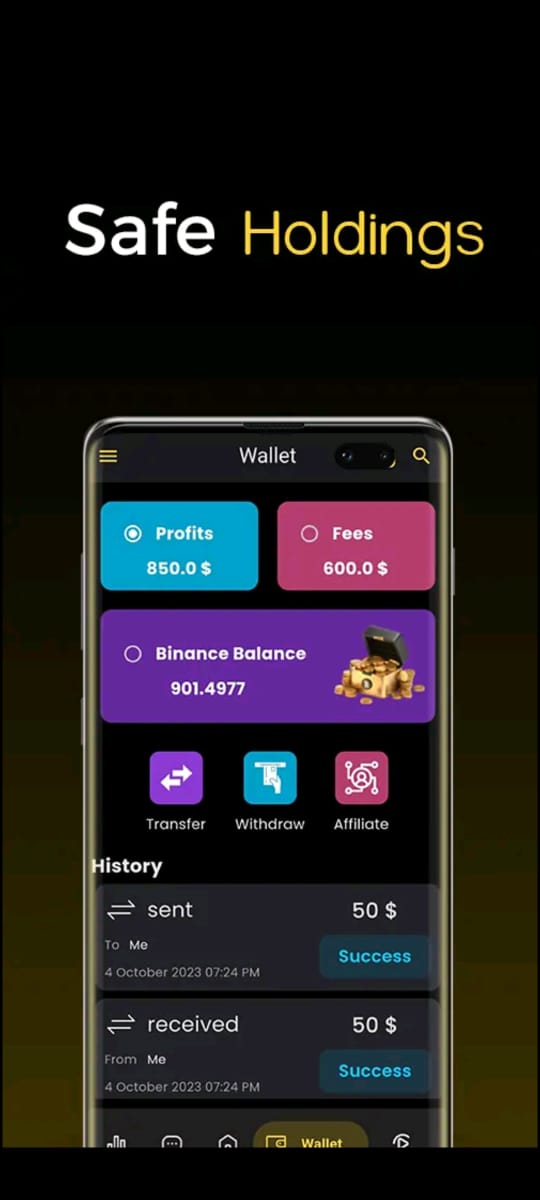 Safe Holdings
Wallet
Profits
850.0 $
Fees
600.0 $
Binance Balance
901.4977
Transfer
Withdraw
Affiliate
History
sent
50 $
To Me
Success
4 October 2023 07:24 PM
received
50 $
From Me
Success
4 October 2023 07:24 PM
Wallet